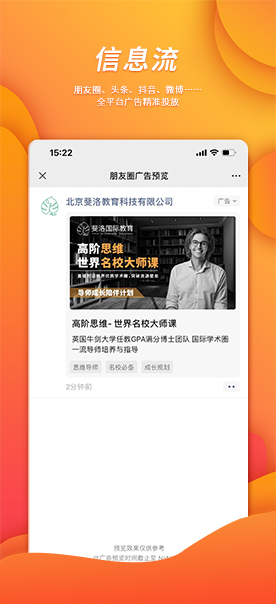 信息流
朋友圈、头条、抖音、微博……
全平台广告精准投放
15:22
朋友圈广告预览
北京斐洛教育科技有限公司
广告
斐洛国际教育
高阶思维
世界名校大师课
导师成长陪伴计划
高阶思维- 世界名校大师课
英国牛剑大学任教GPA满分博士团队 国际学术圈
一流导师培养与指导
思维导师 名校必备 成长规划
2分钟前
预览效果仅供参考